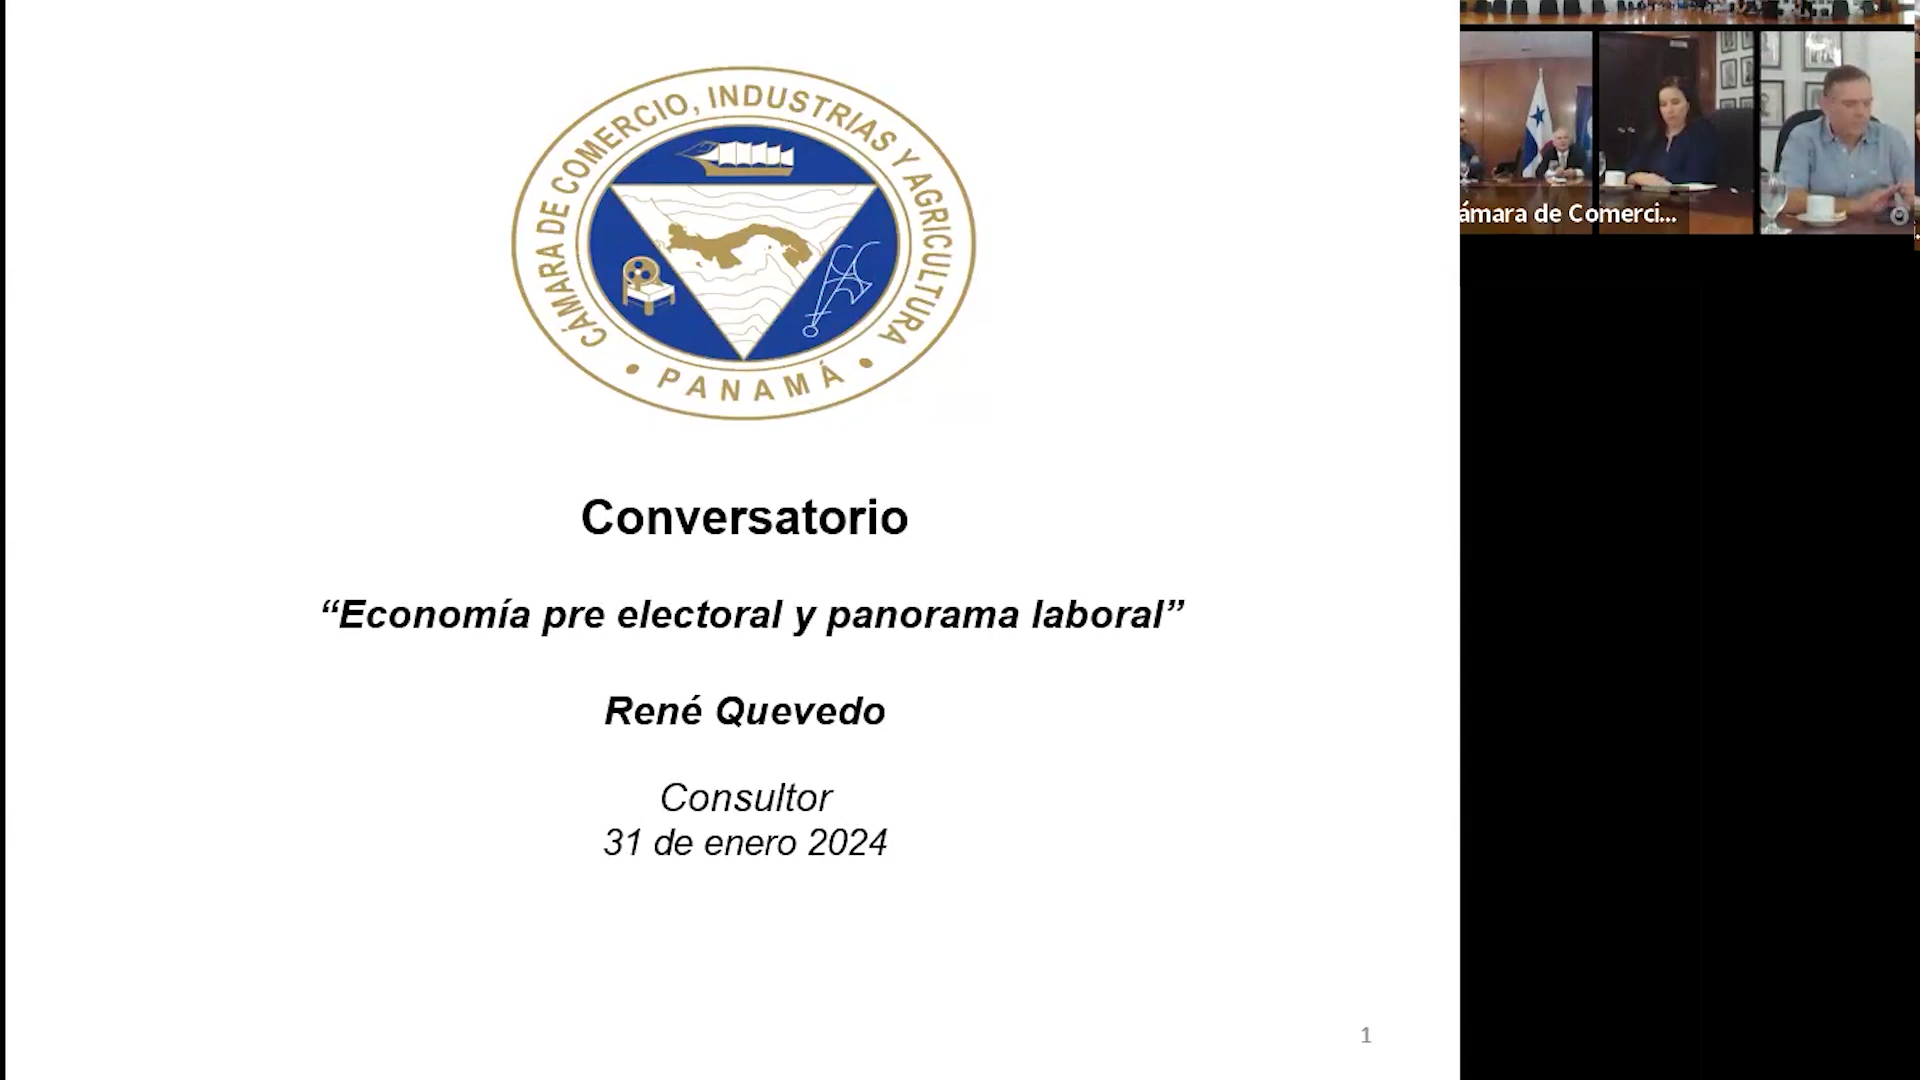 CÁMARA DE COMERCIO, INDUSTRIAS Y AGRICULTURA
• PANAMÁ •
Conversatorio
“Economía pre electoral y panorama laboral”
René Quevedo
Consultor
31 de enero 2024
1
ámara de Comerci...